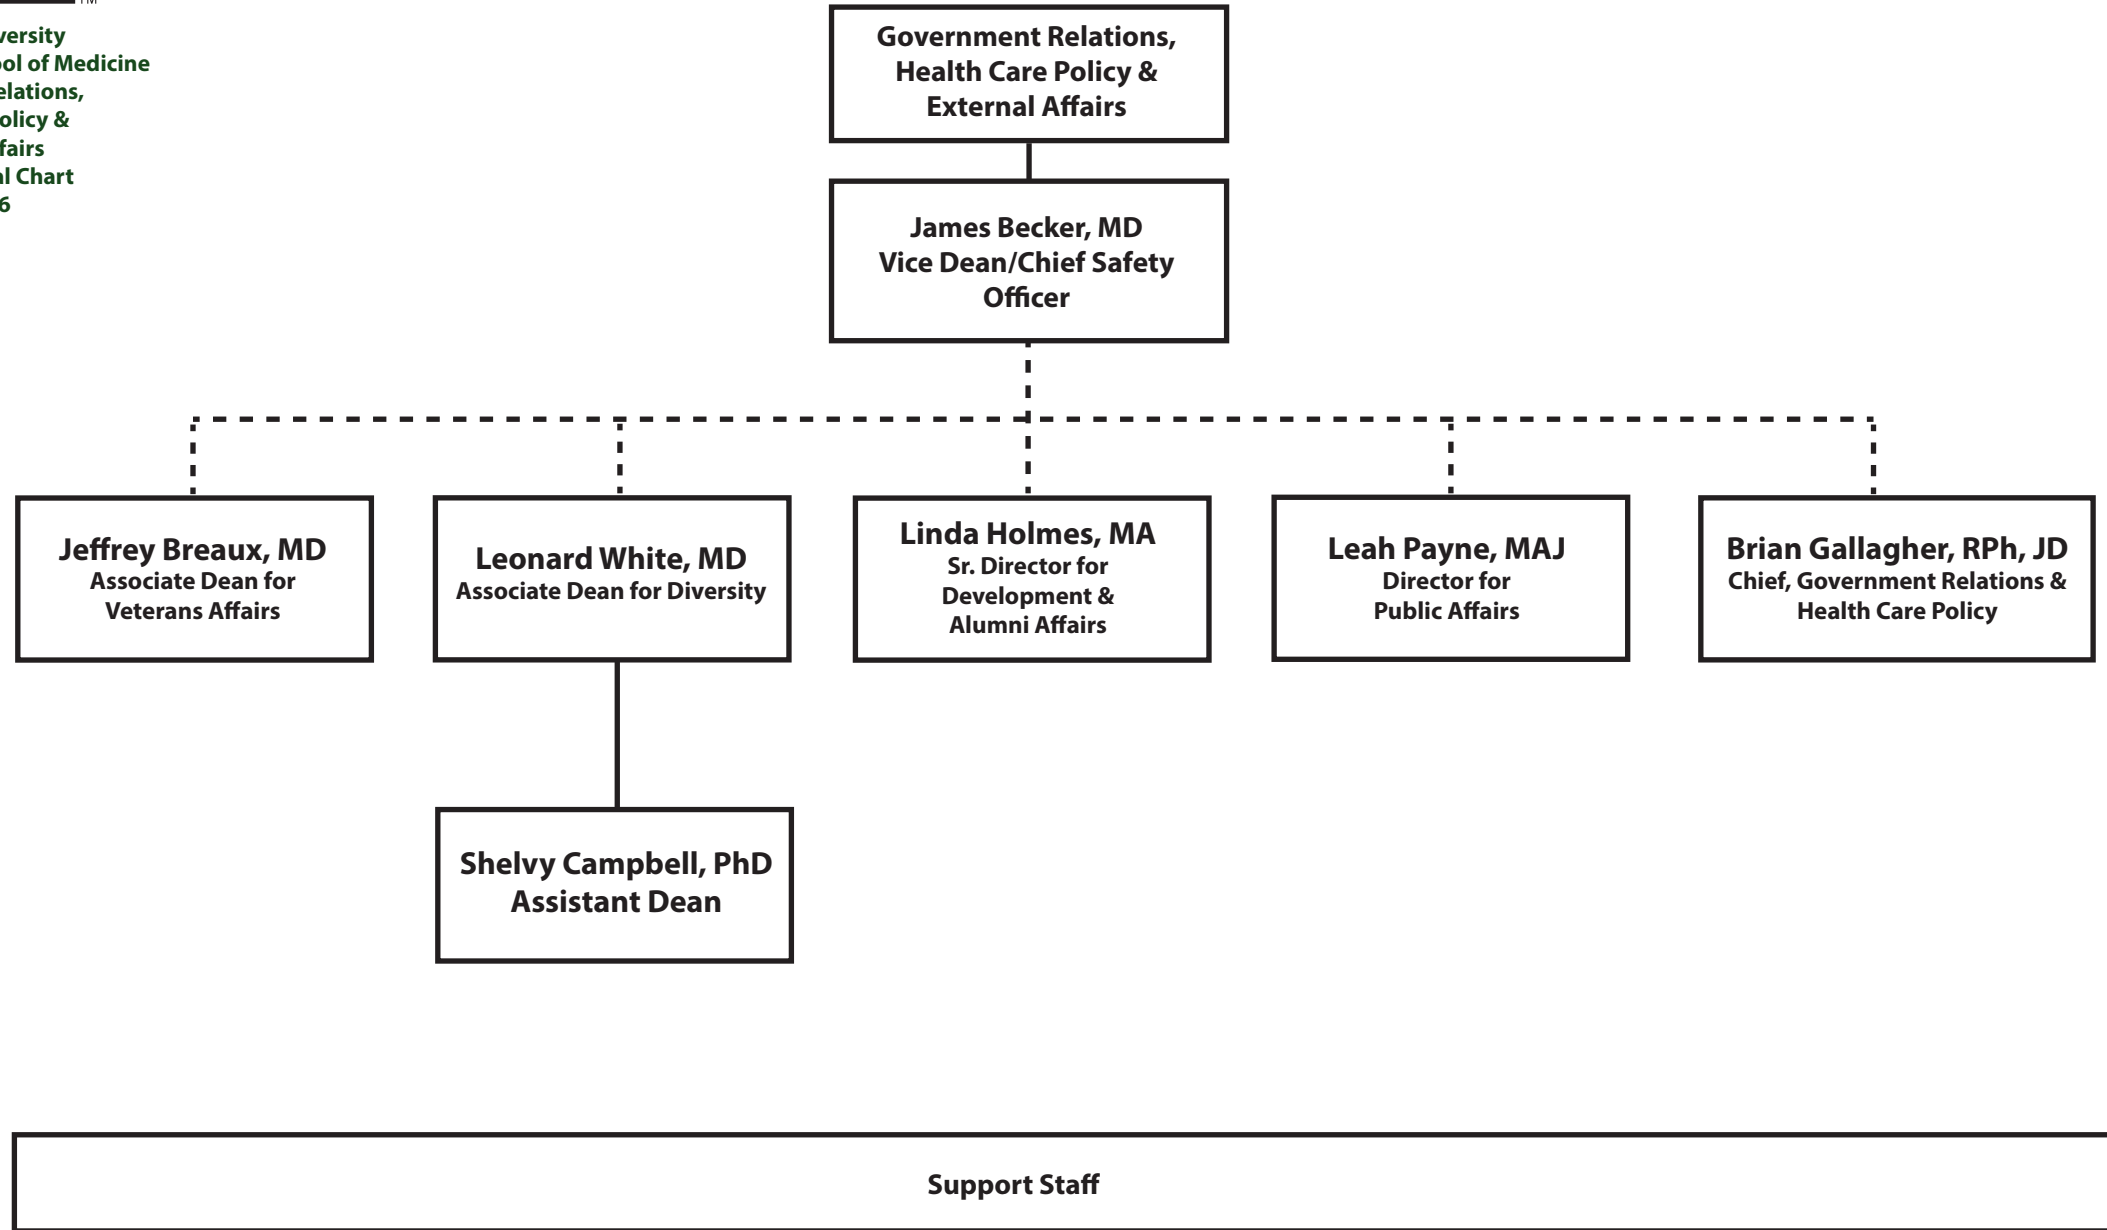 TM
versity
ool of Medicine
elations,
olicy &
fairs
al Chart
6
Government Relations,
Health Care Policy &
External Affairs
James Becker, MD
Vice Dean/Chief Safety
Officer
Jeffrey Breaux, MD
Associate Dean for
Veterans Affairs
Leonard White, MD
Associate Dean for Diversity
Linda Holmes, MA
Sr. Director for
Development &
Alumni Affairs
Leah Payne, MAJ
Director for
Public Affairs
Brian Gallagher, RPh, JD
Chief, Government Relations &
Health Care Policy
Shelvy Campbell, PhD
Assistant Dean
Support Staff